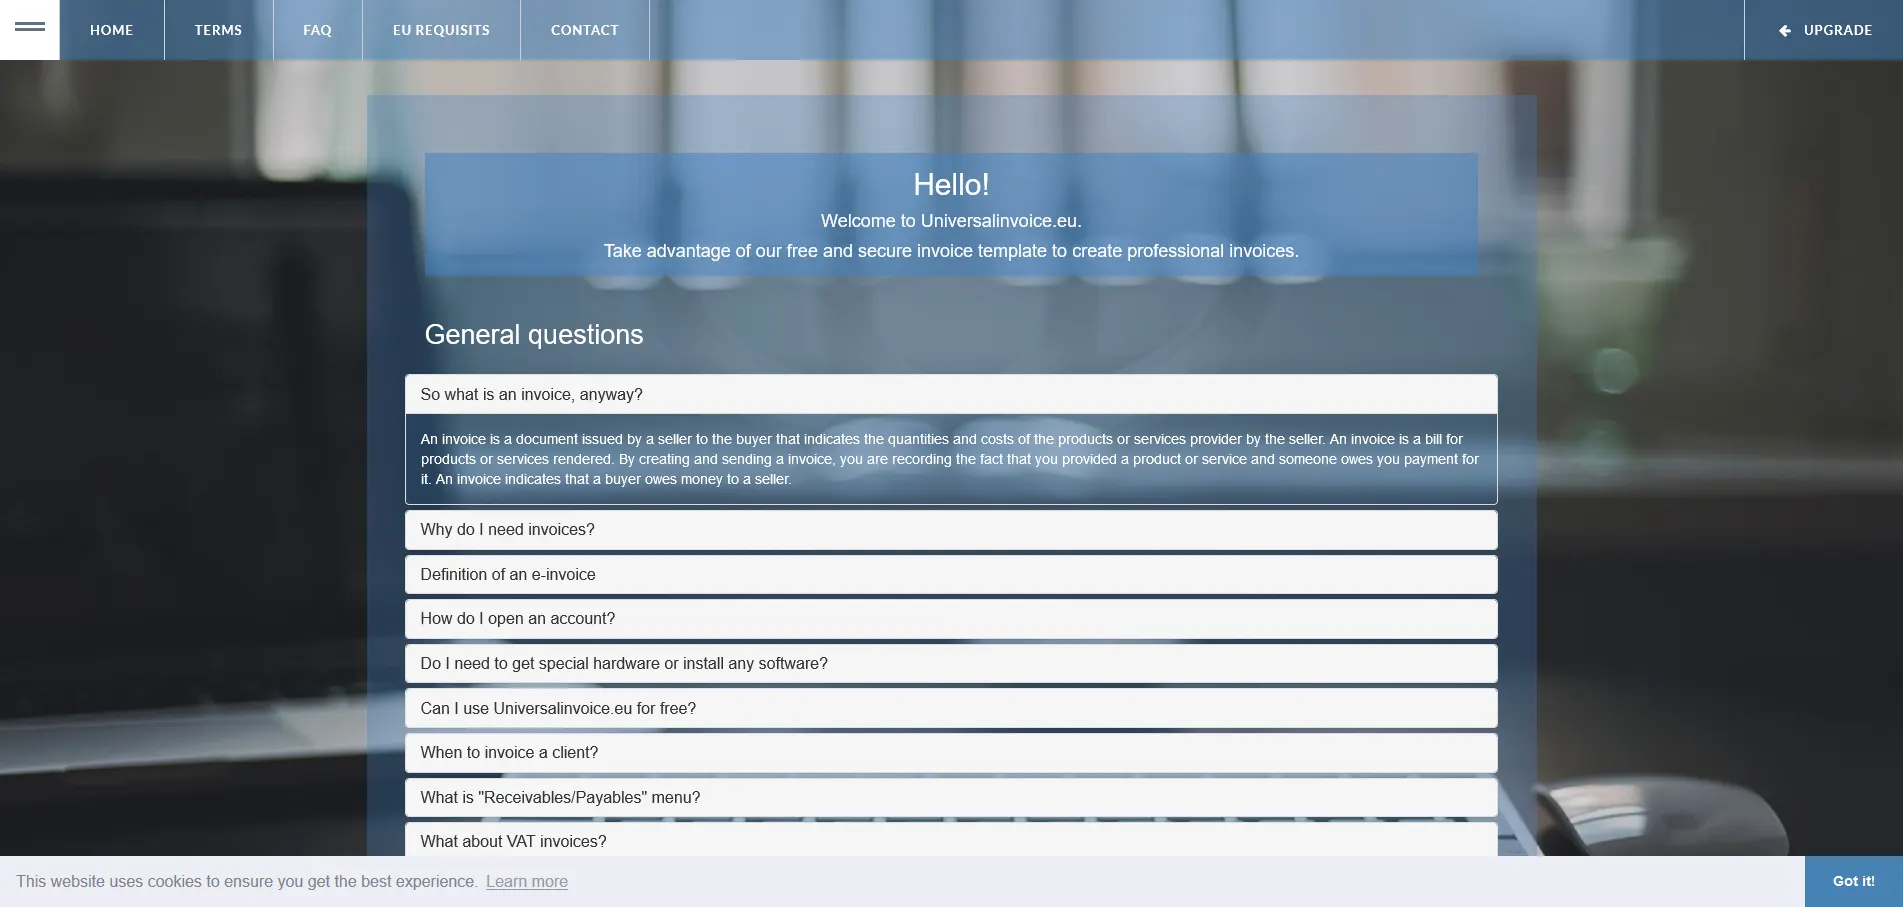 HOME
TERMS
FAQ
EU REQUISITS
CONTACT
UPGRADE
Hello!
Welcome to Universalinvoice.eu.
Take advantage of our free and secure invoice template to create professional invoices.
General questions
So what is an invoice, anyway?
An invoice is a document issued by a seller to the buyer that indicates the quantities and costs of the products or services provider by the seller. An invoice is a bill for
products or services rendered. By creating and sending a invoice, you are recording the fact that you provided a product or service and someone owes you payment for
it. An invoice indicates that a buyer owes money to a seller.
Why do I need invoices?
Definition of an e-invoice
How do I open an account?
Do I need to get special hardware or install any software?
Can I use Universalinvoice.eu for free?
When to invoice a client?
What is "Receivables/Payables" menu?
What about VAT invoices?
This website uses cookies to ensure you get the best experience. Learn more
Got it!